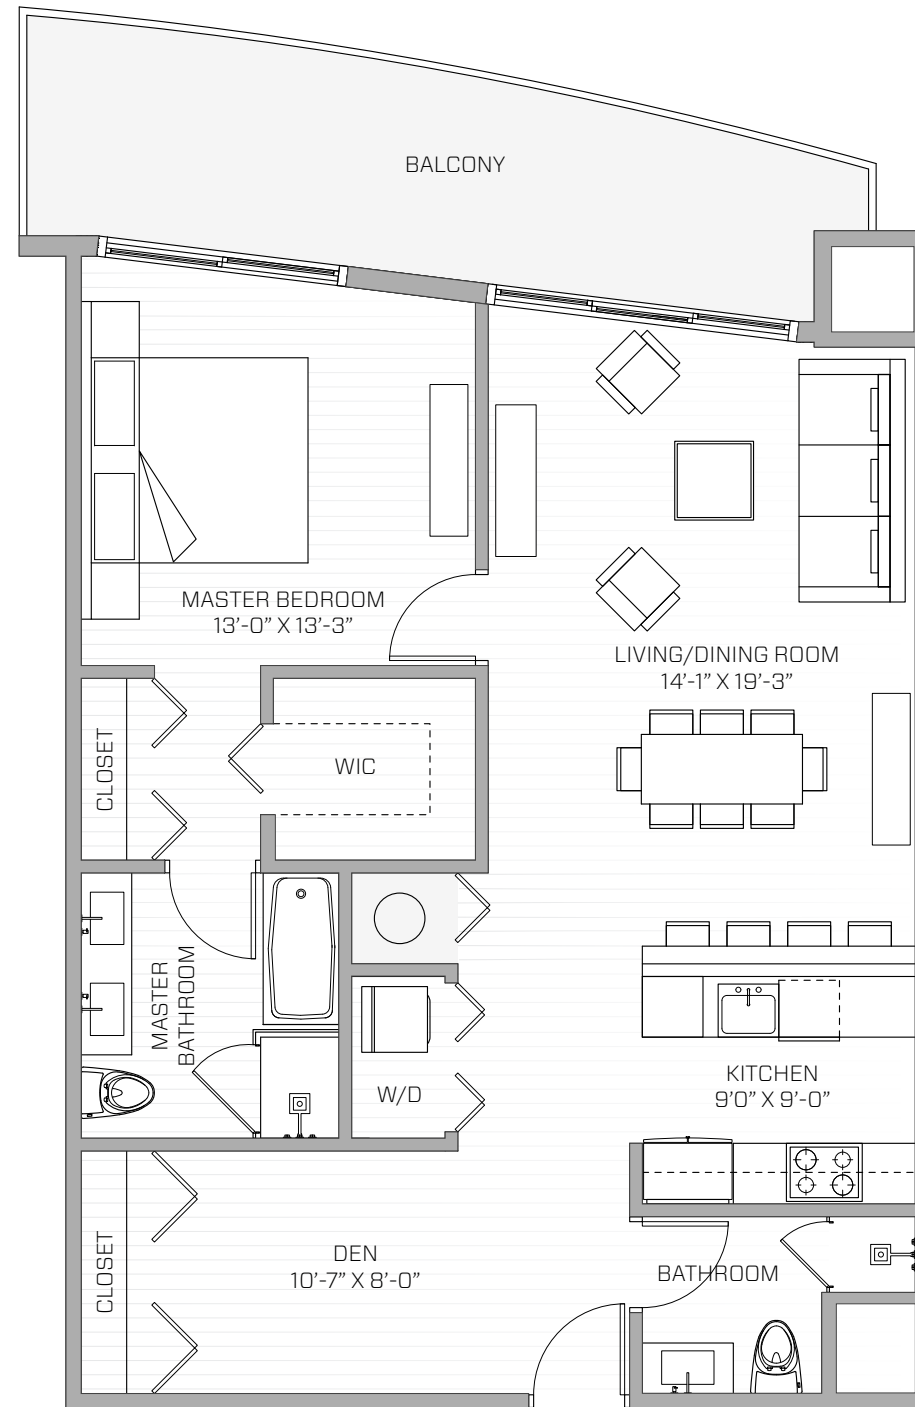 BALCONY
MASTER BEDROOM
13’-0” X 13’-3”
LIVING/DINING ROOM
14’-1” X 19’-3”
CLOSET
WIC
MASTER
BATHROOM
W/D
KITCHEN
9’0” X 9’-0”
CLOSET
DEN
10’-7” X 8’-0”
BATHROOM